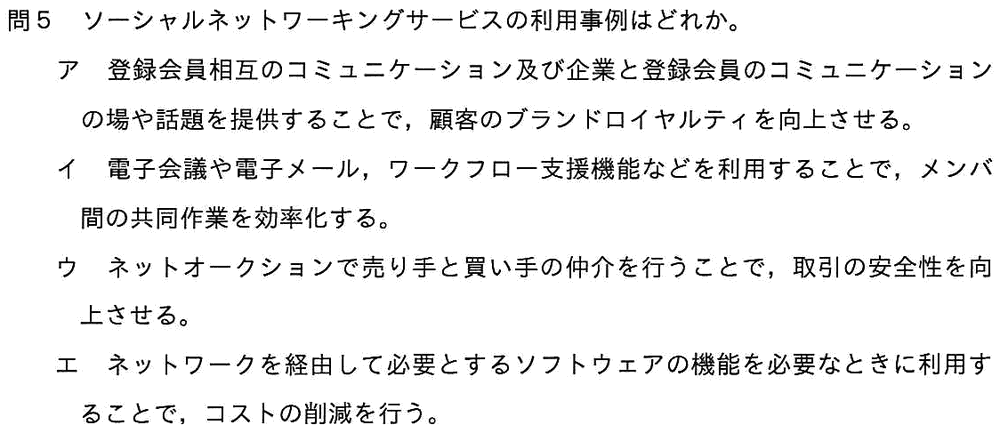 問５　ソーシャルネットワーキングサービスの利用事例はどれか。
ア　登録会員相互のコミュニケーション及び企業と登録会員のコミュニケーション
の場や話題を提供することで，顧客のブランドロイヤルティを向上させる。
イ　電子会議や電子メール，ワークフロー支援機能などを利用することで，メンバ
間の共同作業を効率化する。
ウ　ネットオークションで売り手と買い手の仲介を行うことで，取引の安全性を向
上させる。
エ　ネットワークを経由して必要とするソフトウェアの機能を必要なときに利用す
ることで，コストの削減を行う。